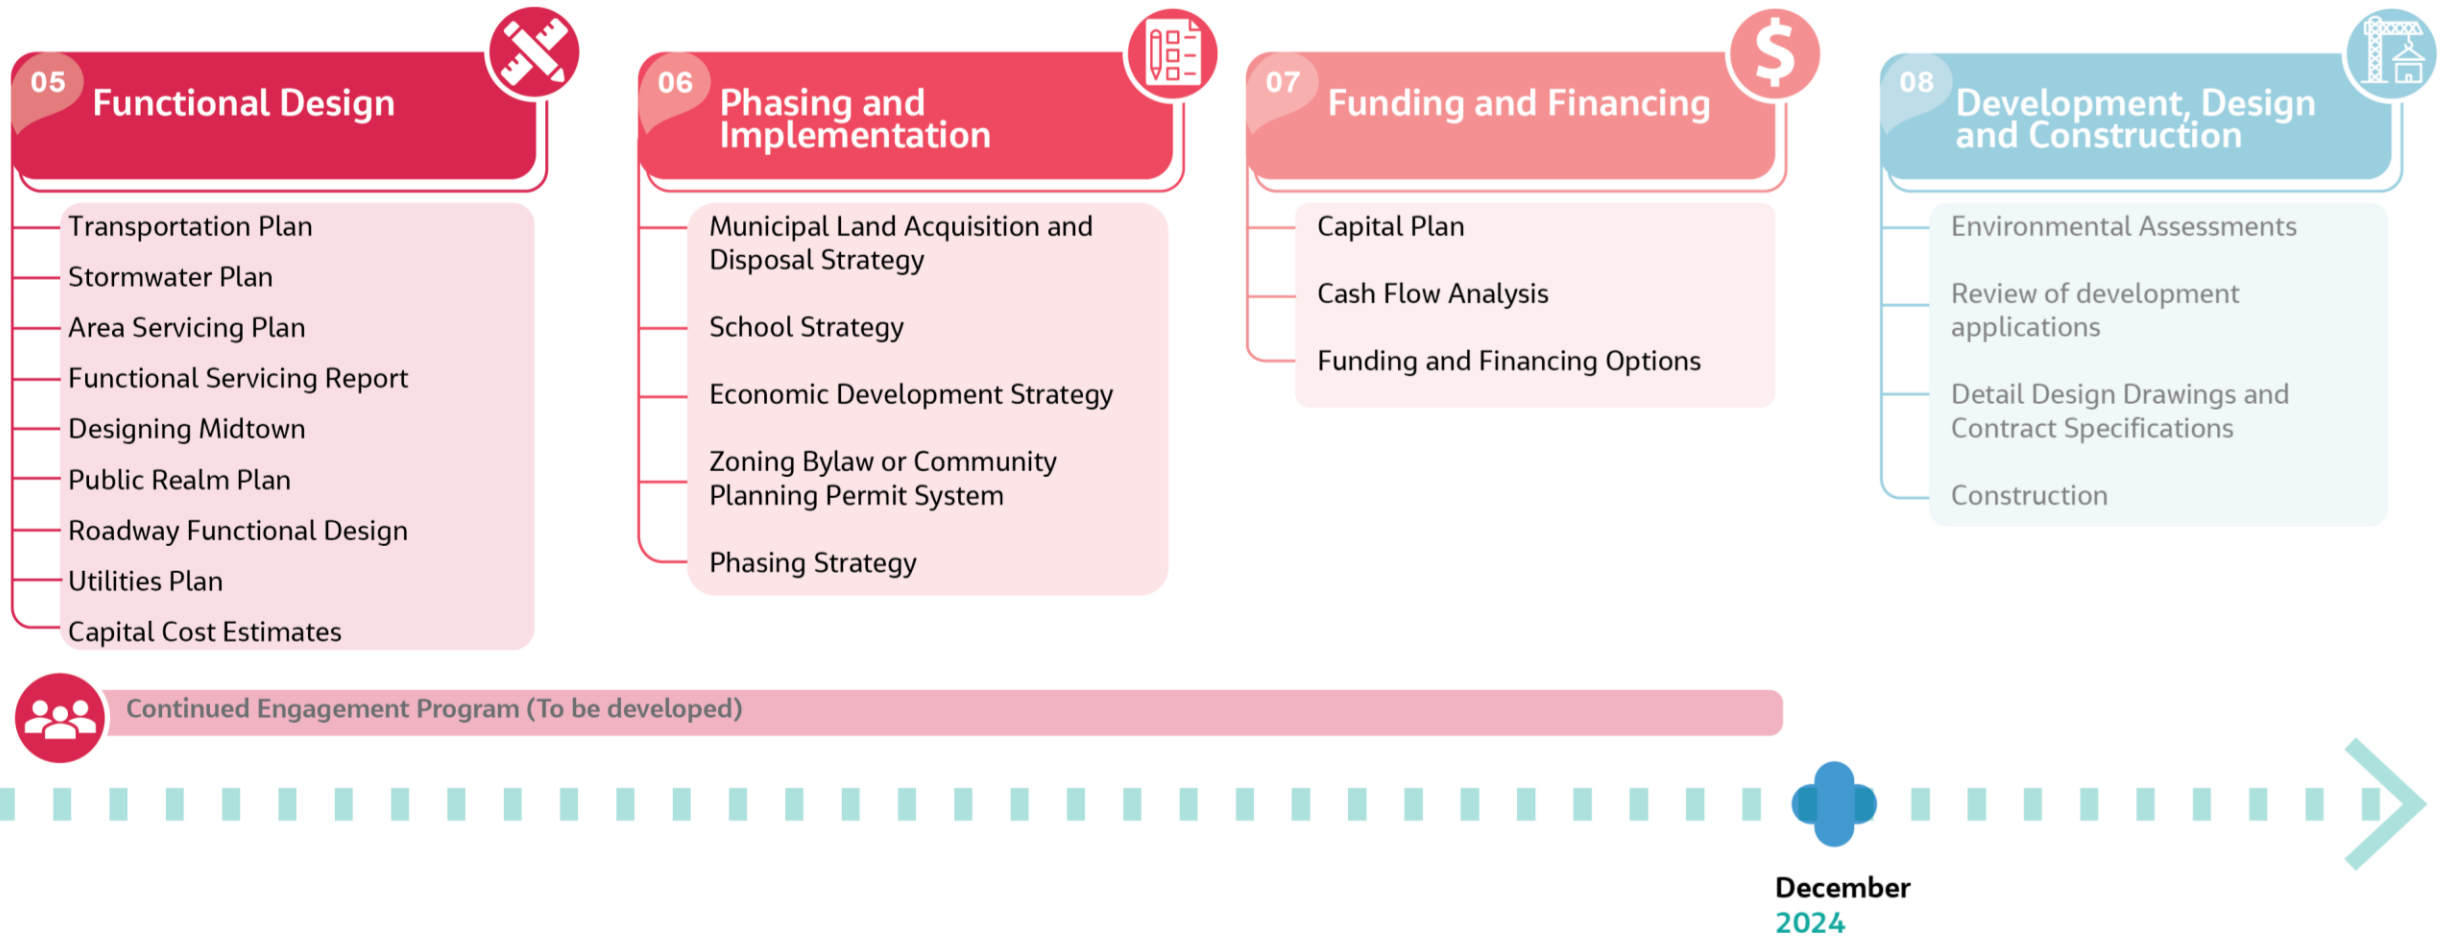 05
Functional Design
Transportation Plan
Stormwater Plan
Area Servicing Plan
Functional Servicing Report
Designing Midtown
Public Realm Plan
Roadway Functional Design
Utilities Plan
Capital Cost Estimates
06
Phasing and
Implementation
Municipal Land Acquisition and
Disposal Strategy
School Strategy
Economic Development Strategy
Zoning Bylaw or Community
Planning Permit System
Phasing Strategy
07
Funding and Financing
Capital Plan
Cash Flow Analysis
Funding and Financing Options
08
Development, Design
and Construction
Environmental Assessments
Review of development
applications
Detail Design Drawings and
Contract Specifications
Construction
Continued Engagement Program (To be developed)
December
2024